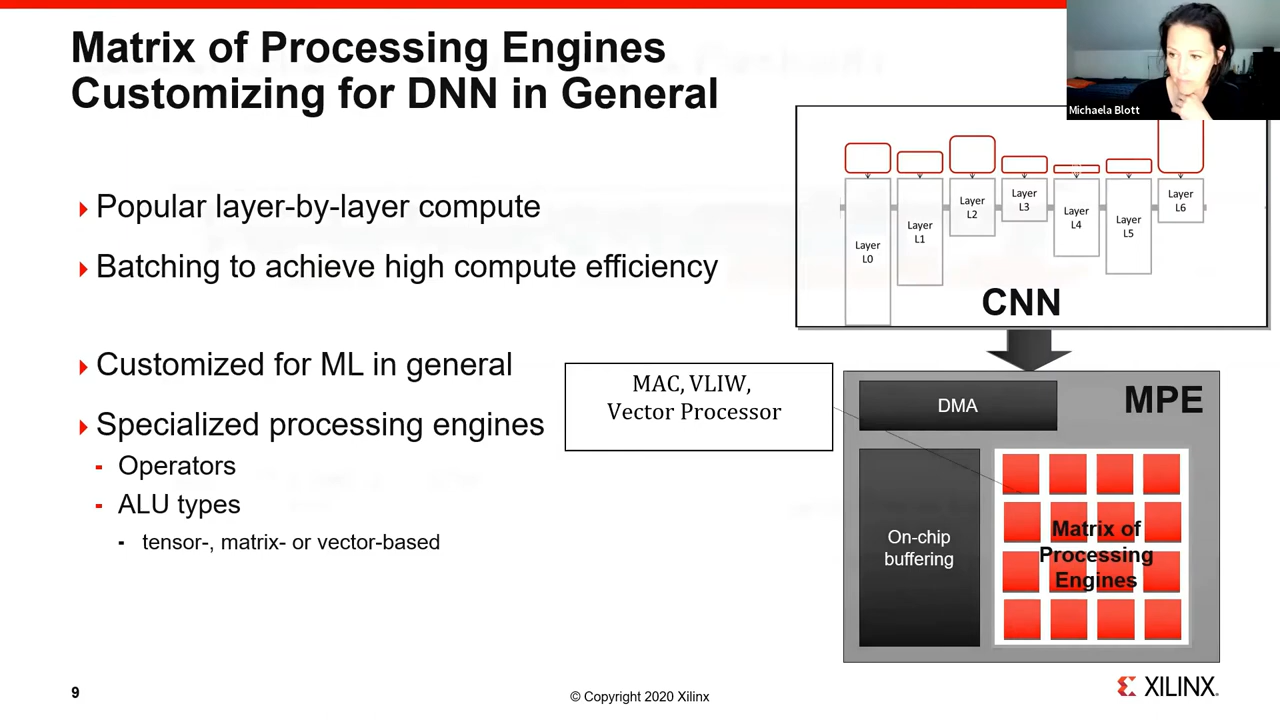 Matrix of Processing Engines
Customizing for DNN in General
Michaela Blott
Popular layer-by-layer compute
Batching to achieve high compute efficiency
Customized for ML in general
Specialized processing engines
- Operators
- ALU types
- tensor-, matrix- or vector-based
Layer
L0
Layer
L1
Layer
L2
Layer
L3
Layer
L4
Layer
L5
Layer
L6
CNN
MAC, VLIW,
Vector Processor
DMA
MPE
On-chip
buffering
Matrix of
Processing
Engines
9
© Copyright 2020 Xilinx
XILINX.